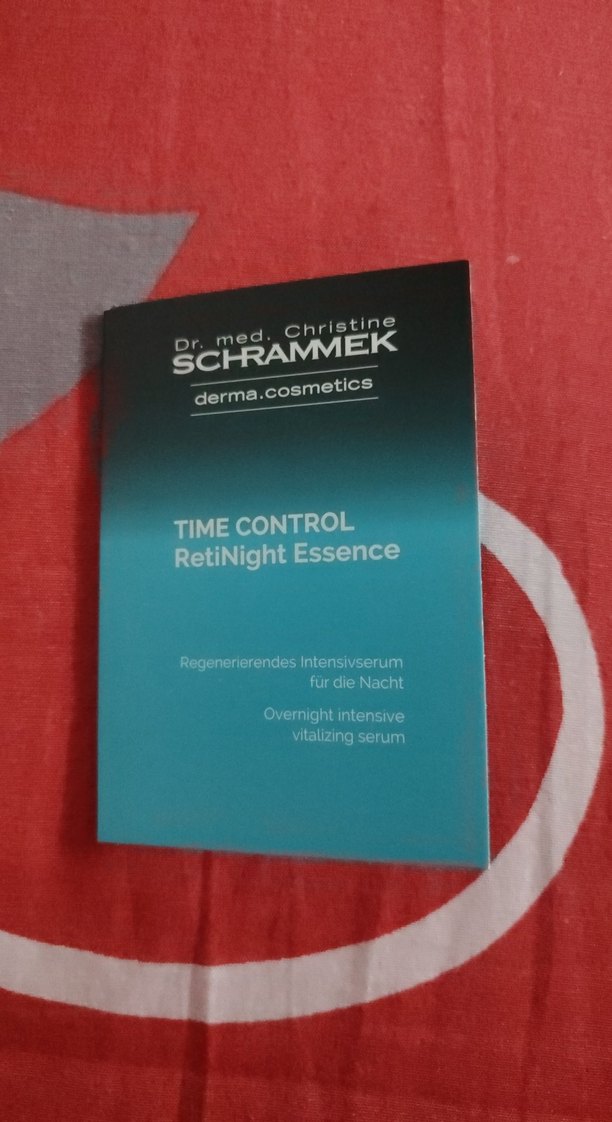 Dr. med. Christine
SCHRAMMEK
derma.cosmetics
TIME CONTROL
RetiNight Essence
Regenerierendes Intensivserum
für die Nacht
Overnight intensive
vitalizing serum